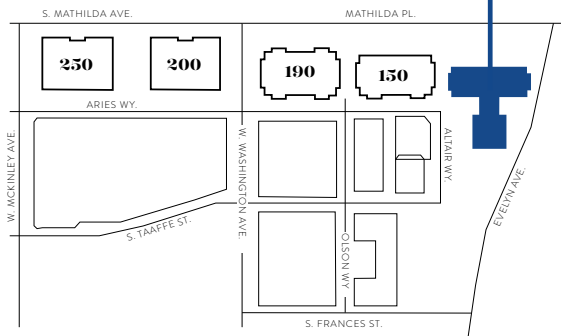 S. MATHILDA AVE.
MATHILDA PL.
250
200
190
150
ARIES WY.
W. MCKINLEY AVE.
W. WASHINGTON AVE.
ALTAIR WY
EVELYN AVE.
S. TAAFFE ST.
OLSON WY
S. FRANCES ST.